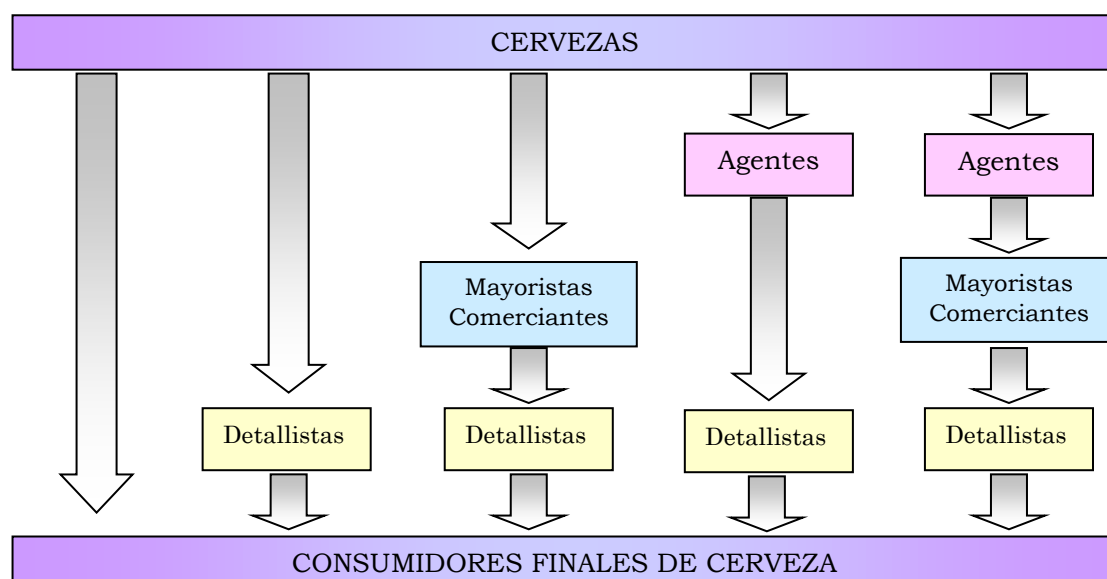 CERVEZAS
Agentes
Agentes
Mayoristas
Comerciantes
Mayoristas
Comerciantes
Detallistas
Detallistas
Detallistas
Detallistas
CONSUMIDORES FINALES DE CERVEZA